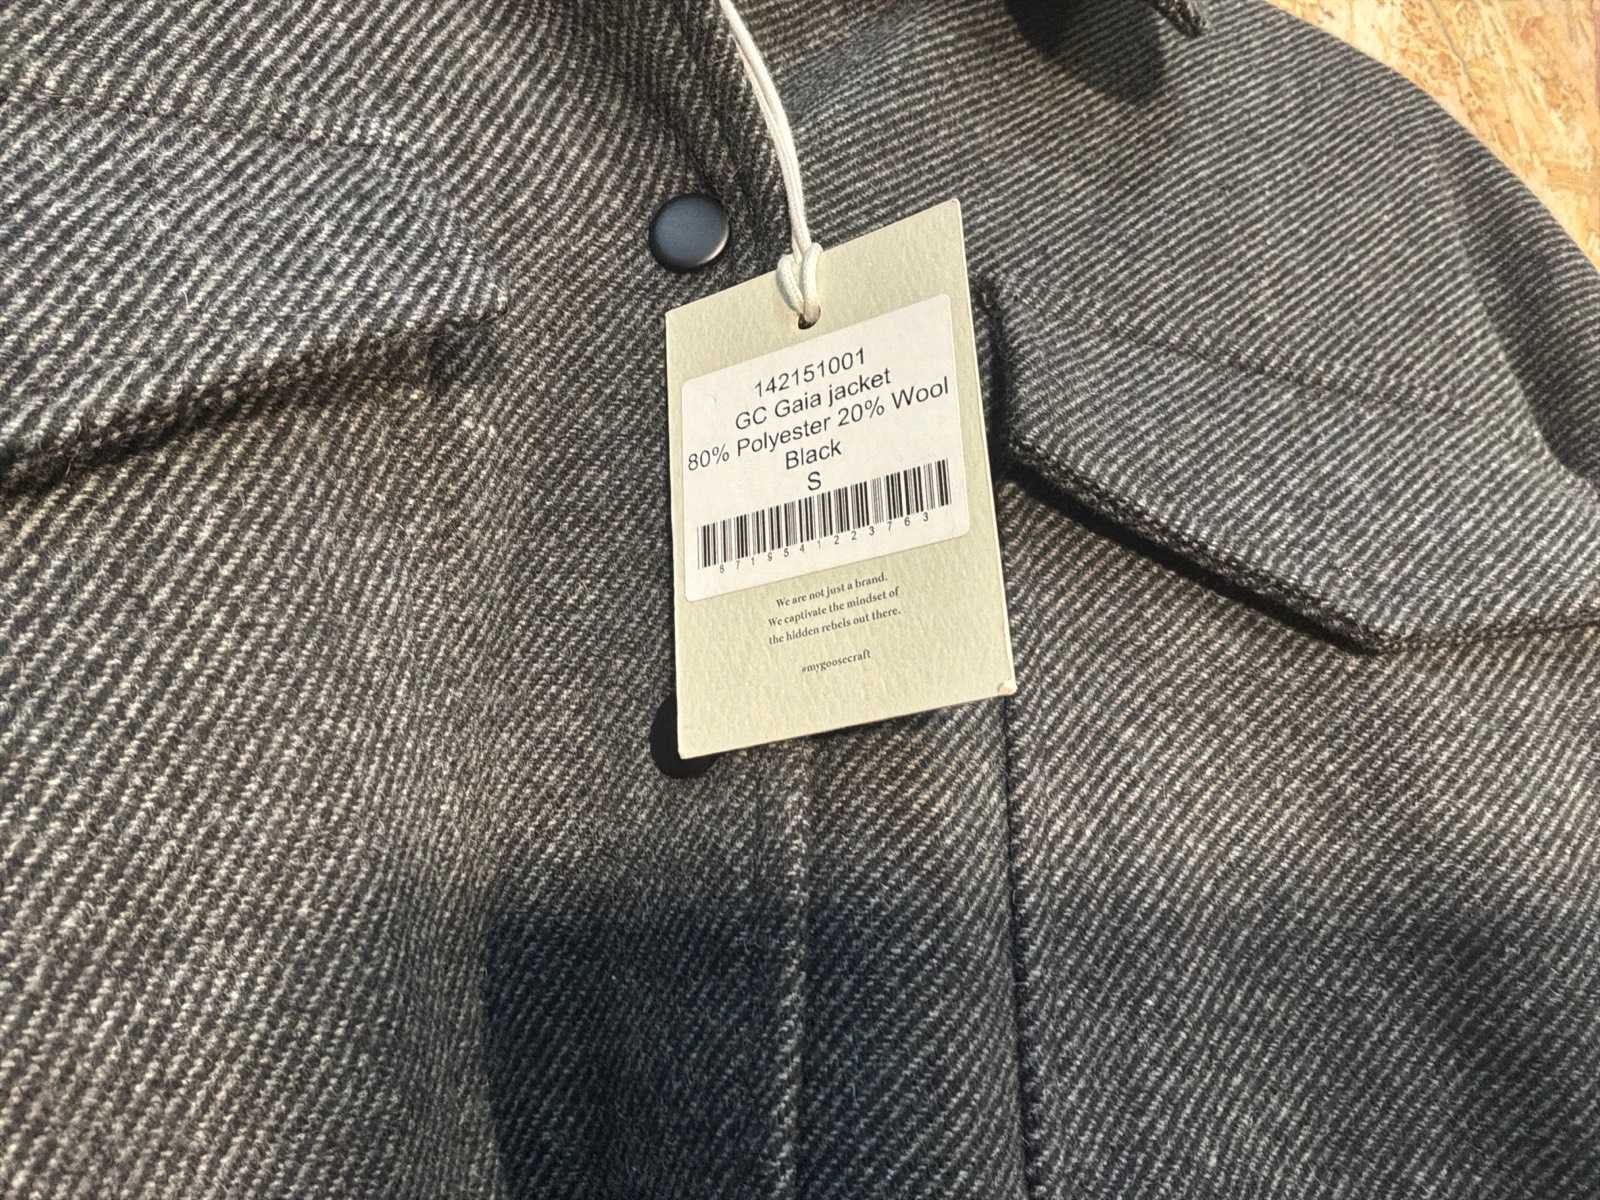 142151001
GC Gaia jacket
80% Polyester 20% Wool
Black
S
8719541223763
We are not just a brand.
We captivate the mindset of
the hidden rebels out there.
#mygoosecraft